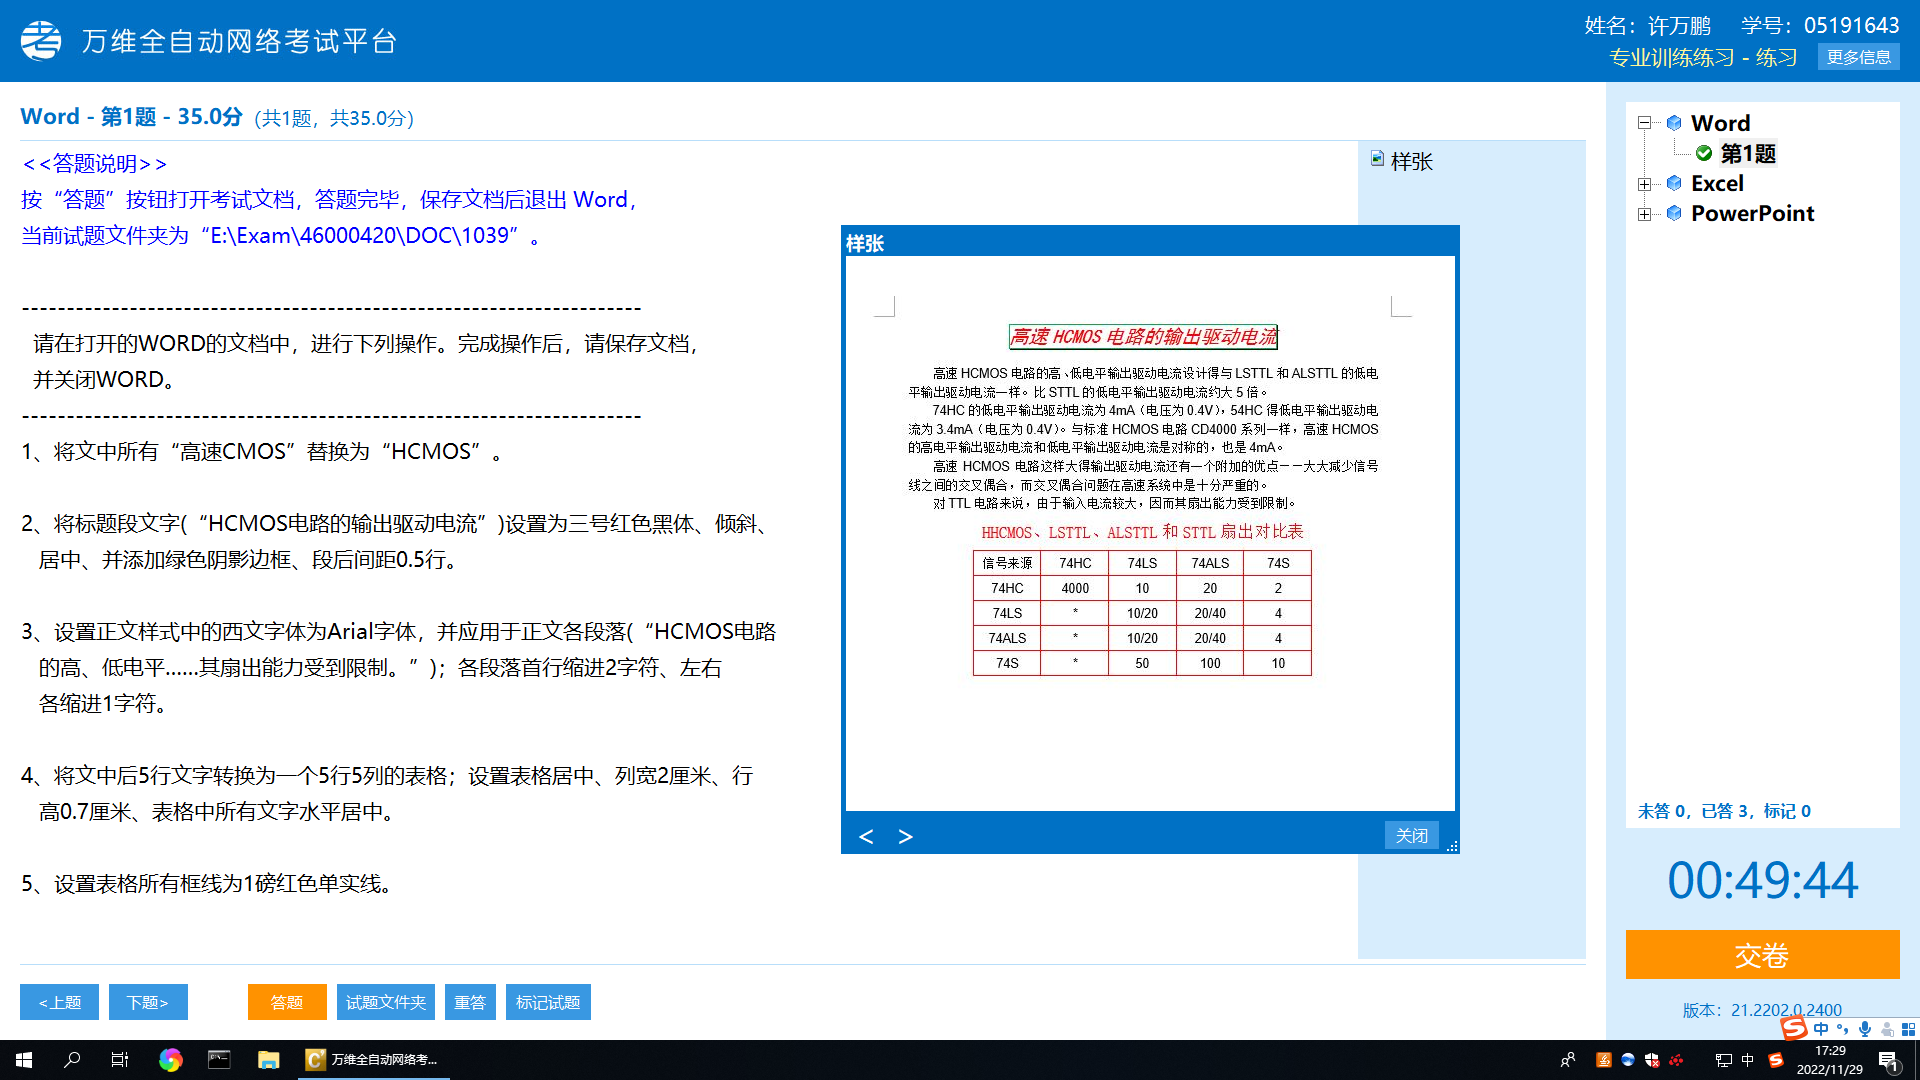 万维全自动网络考试平台
姓名：许万鹏 学号：05191643
专业训练练习 - 练习 更多信息
Word - 第1题 - 35.0分 (共1题，共35.0分)
<<答题说明>>
按“答题”按钮打开考试文档，答题完毕，保存文档后退出 Word，
当前试题文件夹为“E:\Exam\46000420\DOC\1039”。
---------------------------------------------------------------------
请在打开的WORD的文档中，进行下列操作。完成操作后，请保存文档，
并关闭WORD。
---------------------------------------------------------------------
1、将文中所有“高速CMOS”替换为“HCMOS”。
2、将标题段文字(“HCMOS电路的输出驱动电流”)设置为三号红色黑体、倾斜、
居中、并添加绿色阴影边框、段后间距0.5行。
3、设置正文样式中的西文字体为Arial字体，并应用于正文各段落(“HCMOS电路
的高、低电平......其扇出能力受到限制。”)；各段落首行缩进2字符、左右
各缩进1字符。
4、将文中后5行文字转换为一个5行5列的表格；设置表格居中、列宽2厘米、行
高0.7厘米、表格中所有文字水平居中。
5、设置表格所有框线为1磅红色单实线。
样张
样张
高速 HCMOS 电路的输出驱动电流
高速 HCMOS 电路的高、低电平输出驱动电流设计得与 LSTTL 和 ALSTTL 的低电
平输出驱动电流一样。比 STTL 的低电平输出驱动电流约大 5 倍。
74HC 的低电平输出驱动电流为 4mA（电压为 0.4V），54HC 得低电平输出驱动电
流为 3.4mA（电压为 0.4V）。与标准 HCMOS 电路 CD4000 系列一样，高速 HCMOS
的高电平输出驱动电流和低电平输出驱动电流是对称的，也是 4mA。
高速 HCMOS 电路这样大得输出驱动电流还有一个附加的优点－－大大减少信号
线之间的交叉偶合，而交叉偶合问题在高速系统中是十分严重的。
对 TTL 电路来说，由于输入电流较大，因而其扇出能力受到限制。
HHCMOS、LSTTL、ALSTTL 和 STTL 扇出对比表
信号来源 74HC 74LS 74ALS 74S
74HC 4000 10 20 2
74LS * 10/20 20/40 4
74ALS * 10/20 20/40 4
74S * 50 100 10
< > 关闭
Word
第1题
Excel
PowerPoint
未答 0，已答 3，标记 0
00:49:44
交卷
版本：21.2202.0.2400
<上题 下题> 答题 试题文件夹 重答 标记试题
中
万维全自动网络考...
中
17:29
2022/11/29
1